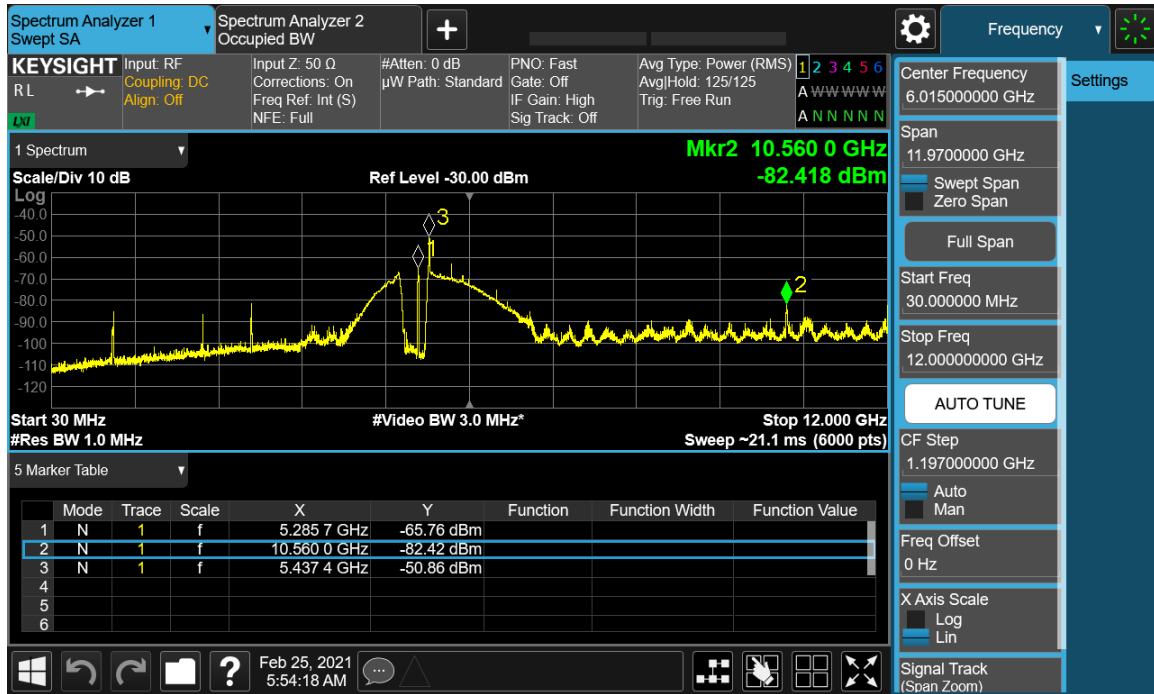 Spectrum Analyzer 1
Swept SA
Spectrum Analyzer 2
Occupied BW
Frequency
KEYSIGHT
RL
LXI
Input: RF
Coupling: DC
Align: Off
Input Z: 50 Ω
Corrections: On
Freq Ref: Int (S)
NFE: Full
#Atten: 0 dB
µW Path: Standard
PNO: Fast
Gate: Off
IF Gain: High
Sig Track: Off
Avg Type: Power (RMS)
Avg|Hold: 125/125
Trig: Free Run
1 2 3 4 5 6
A W W W W W
A N N N N N
1 Spectrum
Mkr2 10.560 0 GHz
Scale/Div 10 dB
Ref Level -30.00 dBm
-82.418 dBm
Log
-40.0
-50.0
-60.0
-70.0
-80.0
-90.0
-100
-110
-120
3
2
Start 30 MHz
#Video BW 3.0 MHz*
Stop 12.000 GHz
#Res BW 1.0 MHz
Sweep ~21.1 ms (6000 pts)
5 Marker Table
Mode Trace Scale X Y Function Function Width Function Value
1 N 1 f 5.285 7 GHz -65.76 dBm
2 N 1 f 10.560 0 GHz -82.42 dBm
3 N 1 f 5.437 4 GHz -50.86 dBm
4
5
6
Feb 25, 2021
5:54:18 AM
Center Frequency
6.015000000 GHz
Settings
Span
11.9700000 GHz
Swept Span
Zero Span
Full Span
Start Freq
30.000000 MHz
Stop Freq
12.000000000 GHz
AUTO TUNE
CF Step
1.197000000 GHz
Auto
Man
Freq Offset
0 Hz
X Axis Scale
Log
Lin
Signal Track
(Span Zoom)